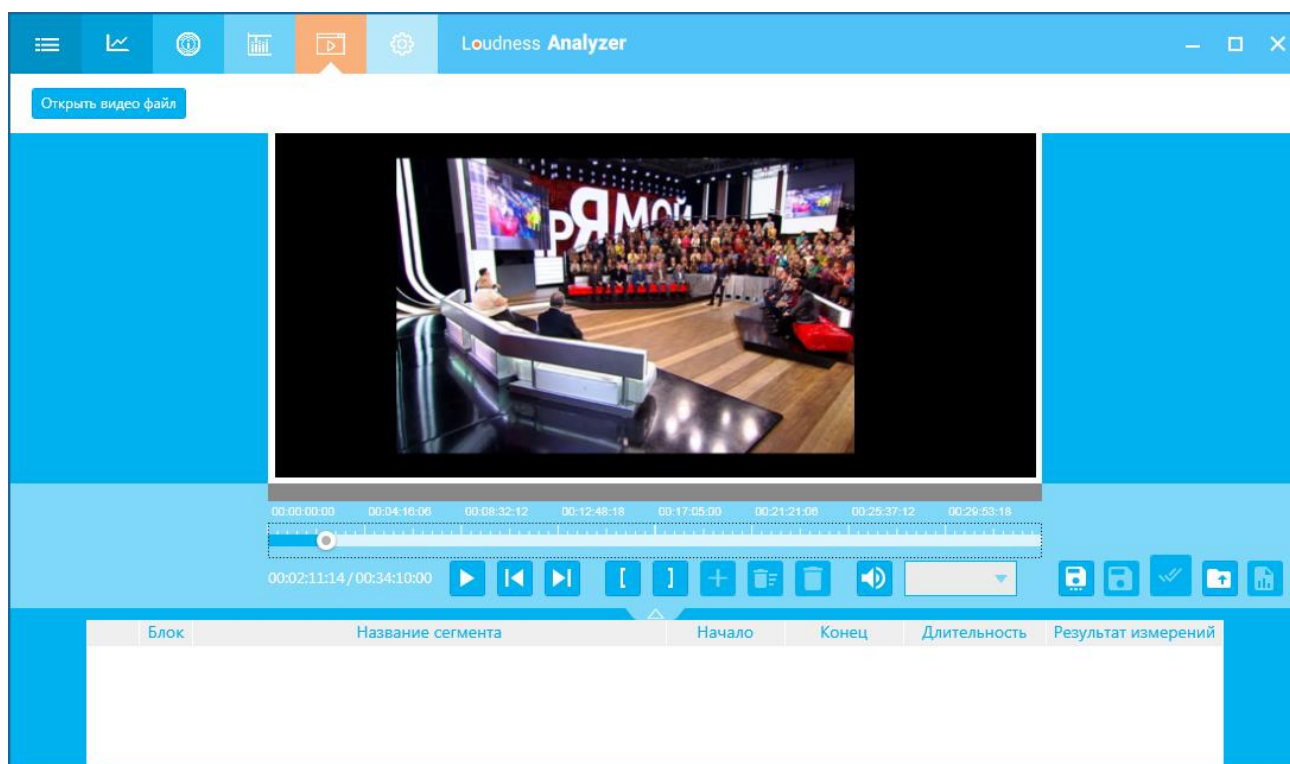 Loudness Analyzer
Открыть видео файл
РЯМОЙ
00:00:00:00 00:04:16:06 00:08:32:12 00:12:48:18 00:17:05:00 00:21:21:06 00:25:37:12 00:29:53:18
00:02:11:14 / 00:34:10:00 [ ]
Блок Название сегмента Начало Конец Длительность Результат измерений